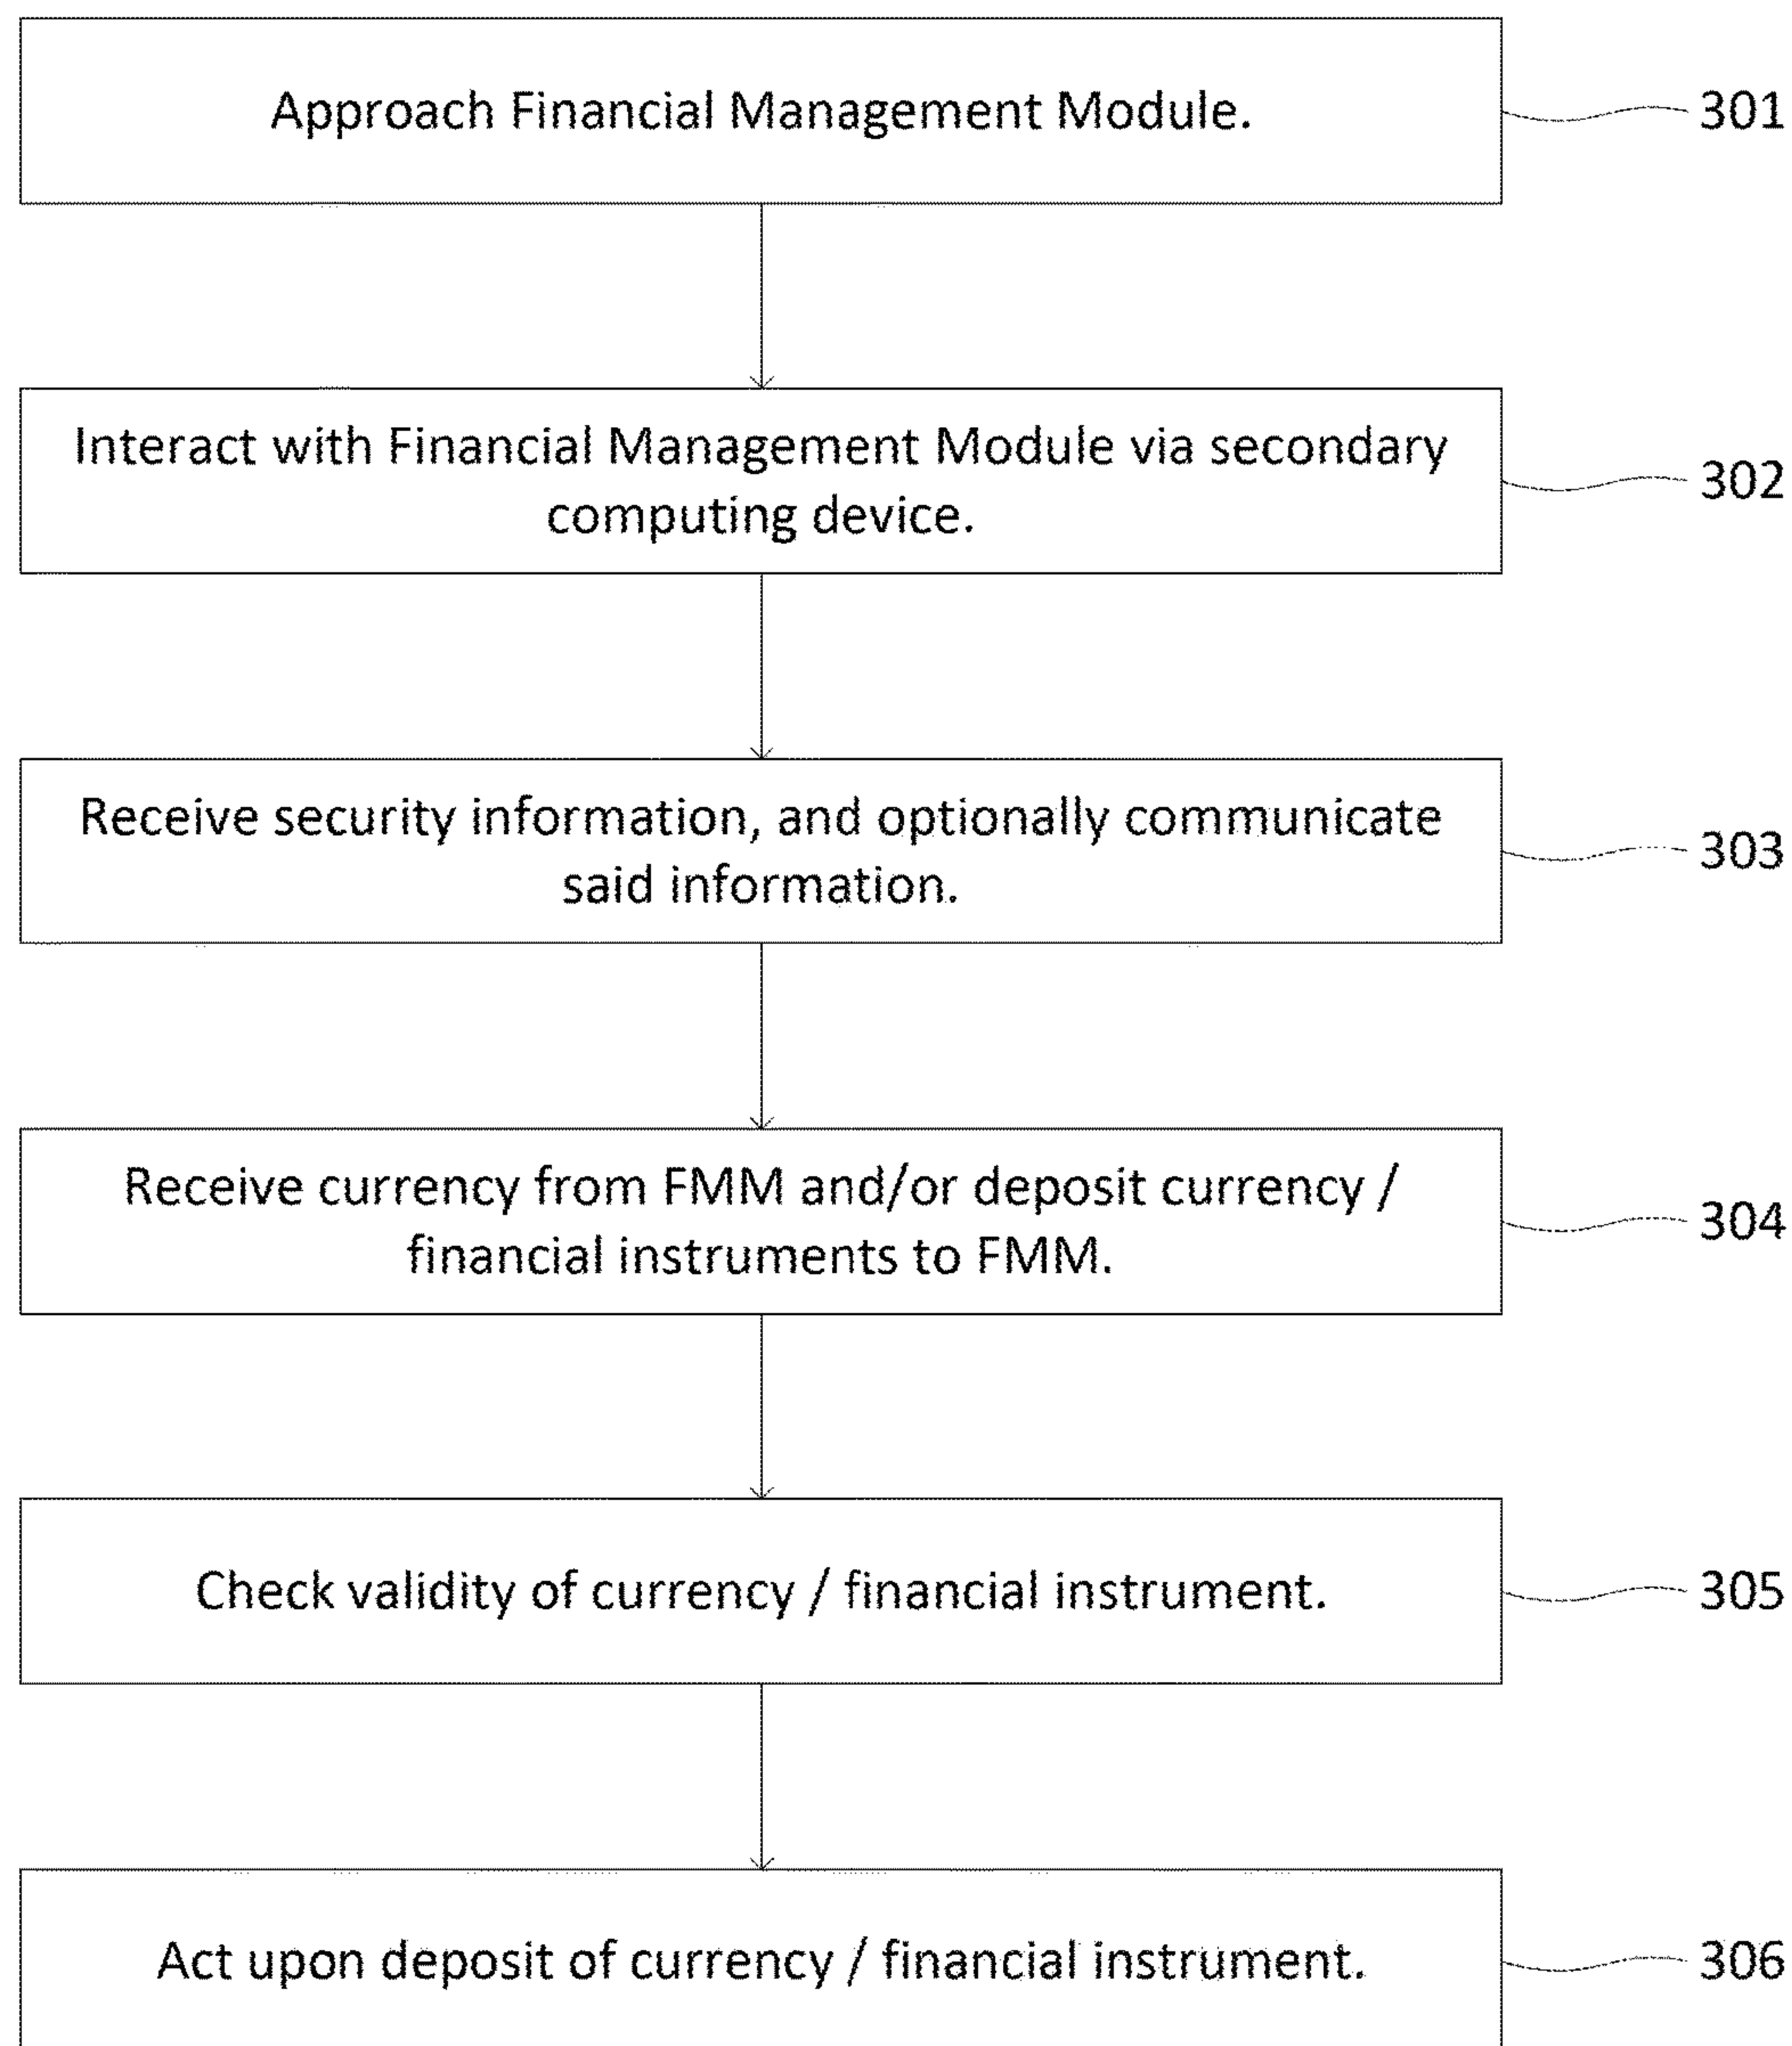 Approach Financial Management Module.
301
Interact with Financial Management Module via secondary
computing device.
302
Receive security information, and optionally communicate
said information.
303
Receive currency from FMM and/or deposit currency /
financial instruments to FMM.
304
Check validity of currency / financial instrument.
305
Act upon deposit of currency / financial instrument.
306